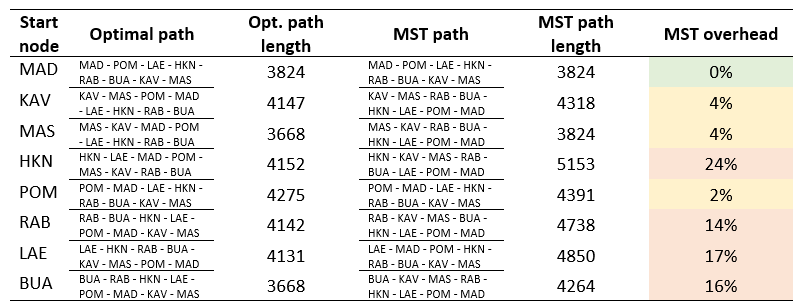 Start node Optimal path Opt. path length MST path MST path length MST overhead
MAD MAD - POM - LAE - HKN - RAB - BUA - KAV - MAS 3824 MAD - POM - LAE - HKN - RAB - BUA - KAV - MAS 3824 0%
KAV KAV - MAS - POM - MAD - LAE - HKN - RAB - BUA 4147 KAV - MAS - RAB - BUA - HKN - LAE - POM - MAD 4318 4%
MAS MAS - KAV - MAD - POM - LAE - HKN - RAB - BUA 3668 MAS - KAV - RAB - BUA - HKN - LAE - POM - MAD 3824 4%
HKN HKN - LAE - MAD - POM - MAS - KAV - RAB - BUA 4152 HKN - KAV - MAS - RAB - BUA - LAE - POM - MAD 5153 24%
POM POM - MAD - LAE - HKN - RAB - BUA - KAV - MAS 4275 POM - MAD - LAE - HKN - RAB - BUA - KAV - MAS 4391 2%
RAB RAB - BUA - HKN - LAE - POM - MAD - KAV - MAS 4142 RAB - KAV - MAS - BUA - HKN - LAE - POM - MAD 4738 14%
LAE LAE - HKN - RAB - BUA - KAV - MAS - POM - MAD 4131 LAE - MAD - POM - HKN - RAB - BUA - KAV - MAS 4850 17%
BUA BUA - RAB - HKN - LAE - POM - MAD - KAV - MAS 3668 BUA - KAV - MAS - RAB - HKN - LAE - POM - MAD 4264 16%